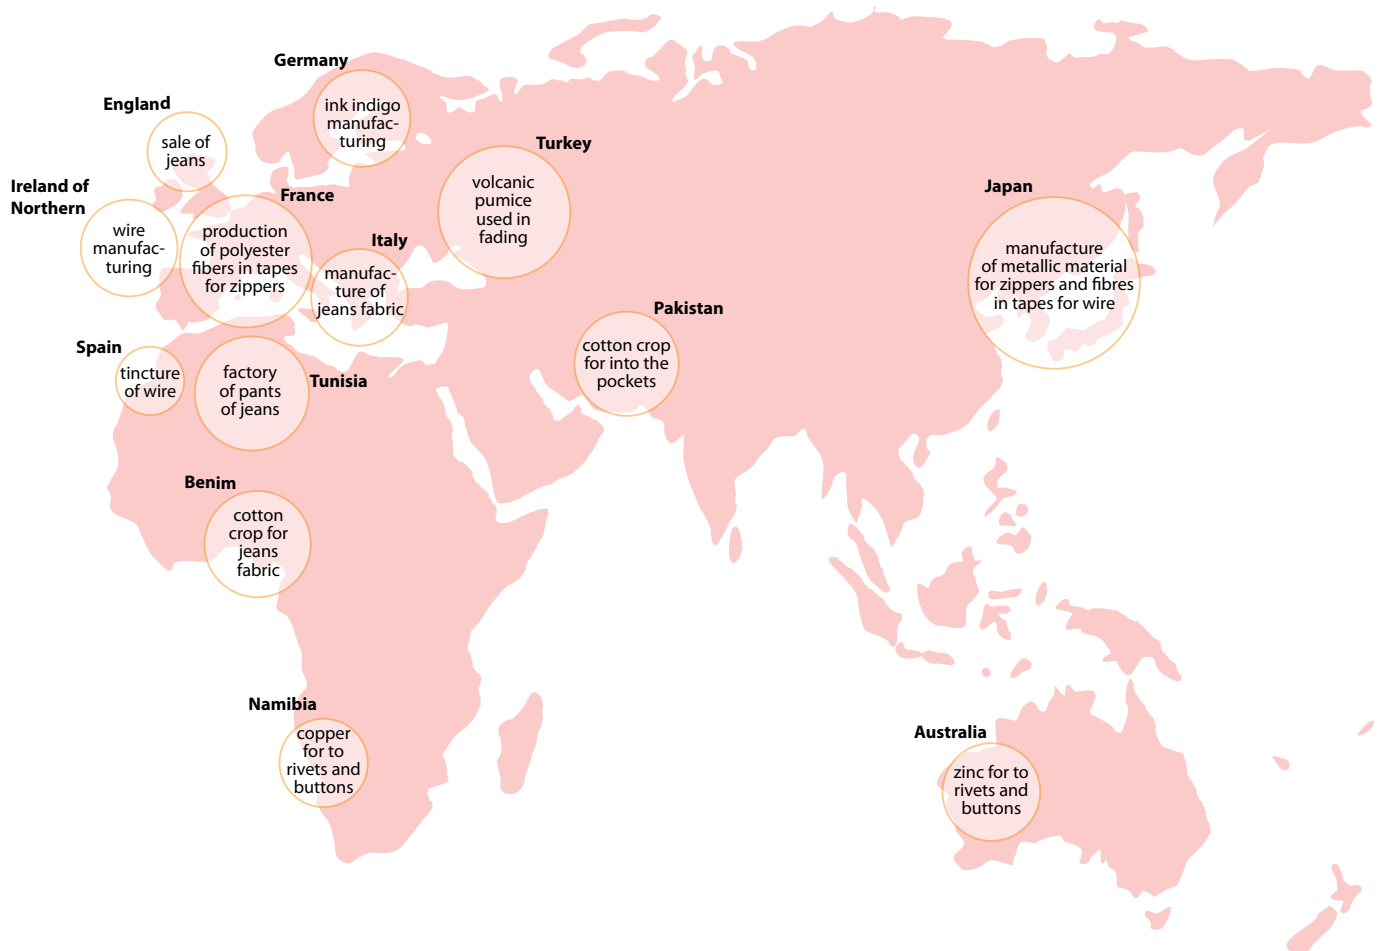 Germany
ink indigo
manufac-
turing
England
sale of
jeans
Turkey
volcanic
pumice
used in
fading
Ireland of
Northern
wire
manufac-
turing
France
production
of polyester
fibers in tapes
for zippers
Italy
manufac-
ture of
jeans fabric
Japan
manufacture
of metallic material
for zippers and fibres
in tapes for wire
Pakistan
cotton crop
for into the
pockets
Spain
tincture
of wire
Tunisia
factory
of pants
of jeans
Benim
cotton
crop for
jeans
fabric
Namibia
copper
for to
rivets and
buttons
Australia
zinc for to
rivets and
buttons